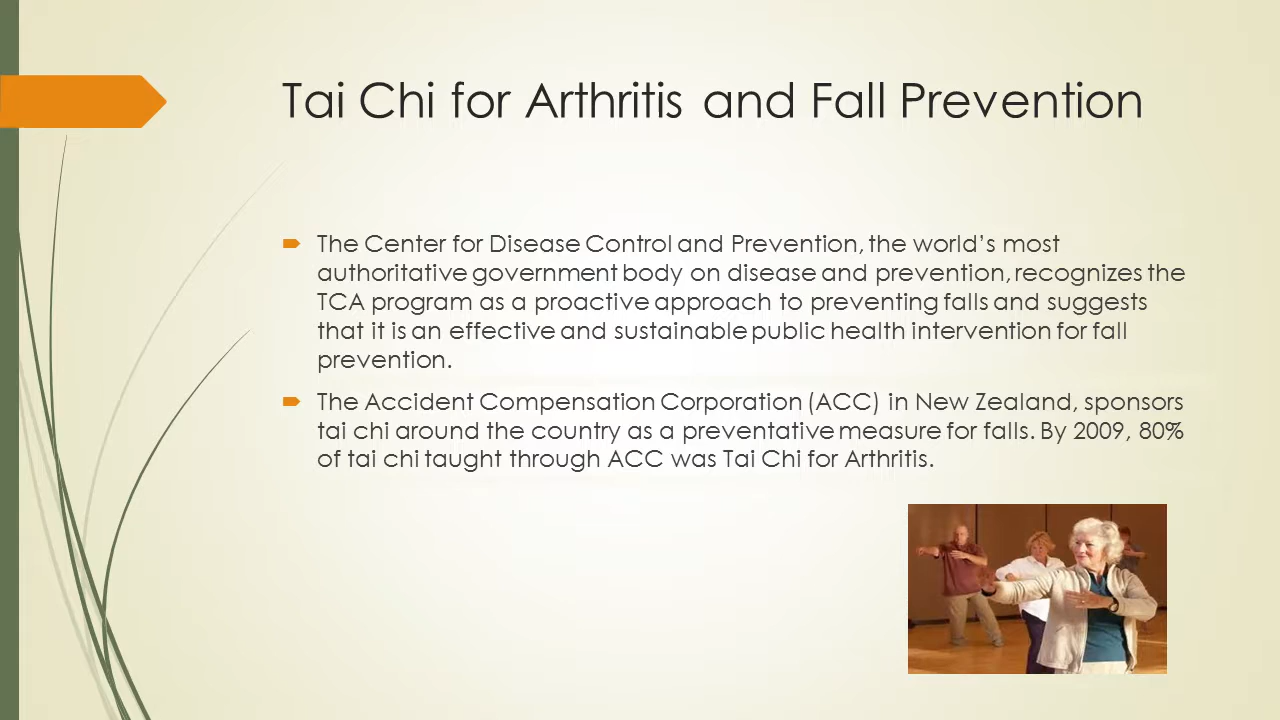 Tai Chi for Arthritis and Fall Prevention
The Center for Disease Control and Prevention, the world’s most
authoritative government body on disease and prevention, recognizes the
TCA program as a proactive approach to preventing falls and suggests
that it is an effective and sustainable public health intervention for fall
prevention.
The Accident Compensation Corporation (ACC) in New Zealand, sponsors
tai chi around the country as a preventative measure for falls. By 2009, 80%
of tai chi taught through ACC was Tai Chi for Arthritis.